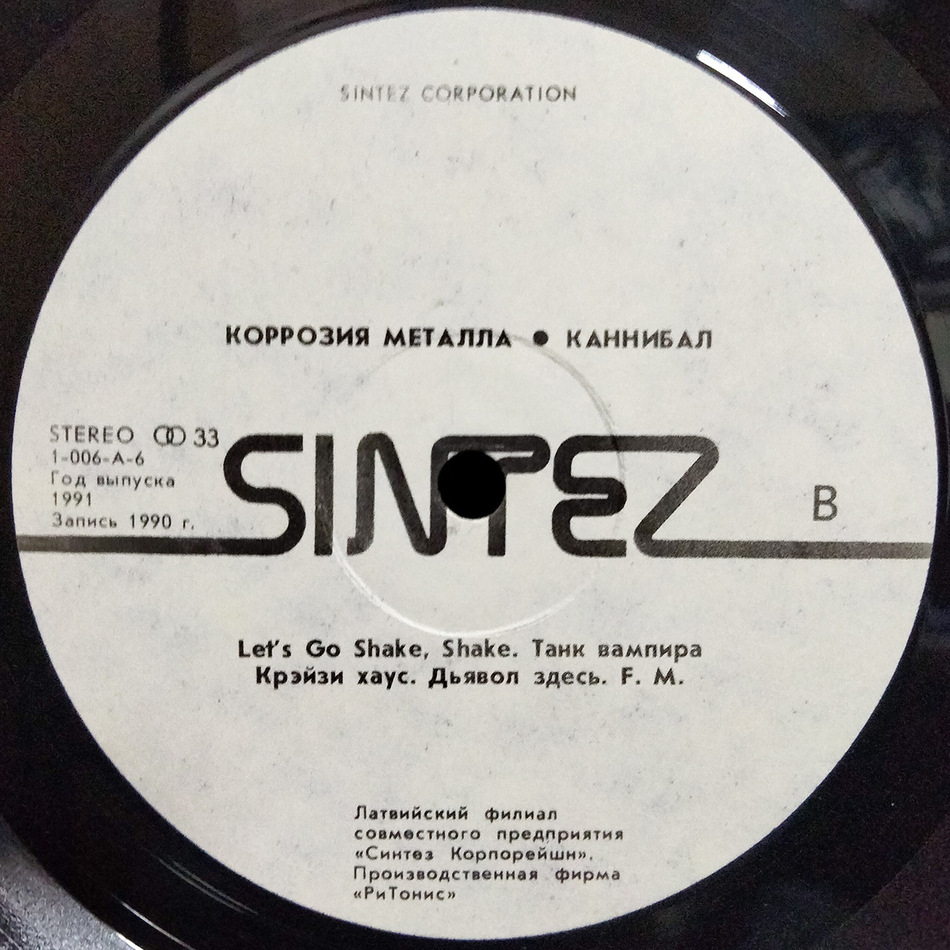 SINTEZ CORPORATION
КОРРОЗИЯ МЕТАЛЛА ● КАННИБАЛ
STEREO 33
1-006-A-6
Год выпуска
1991
Запись 1990 г.
SINTEZ
B
Let's Go Shake, Shake. Танк вампира
Крэйзи хаус. Дьявол здесь. F. M.
Латвийский филиал
совместного предприятия
«Синтез Корпорейшн».
Производственная фирма
«РиТонис»